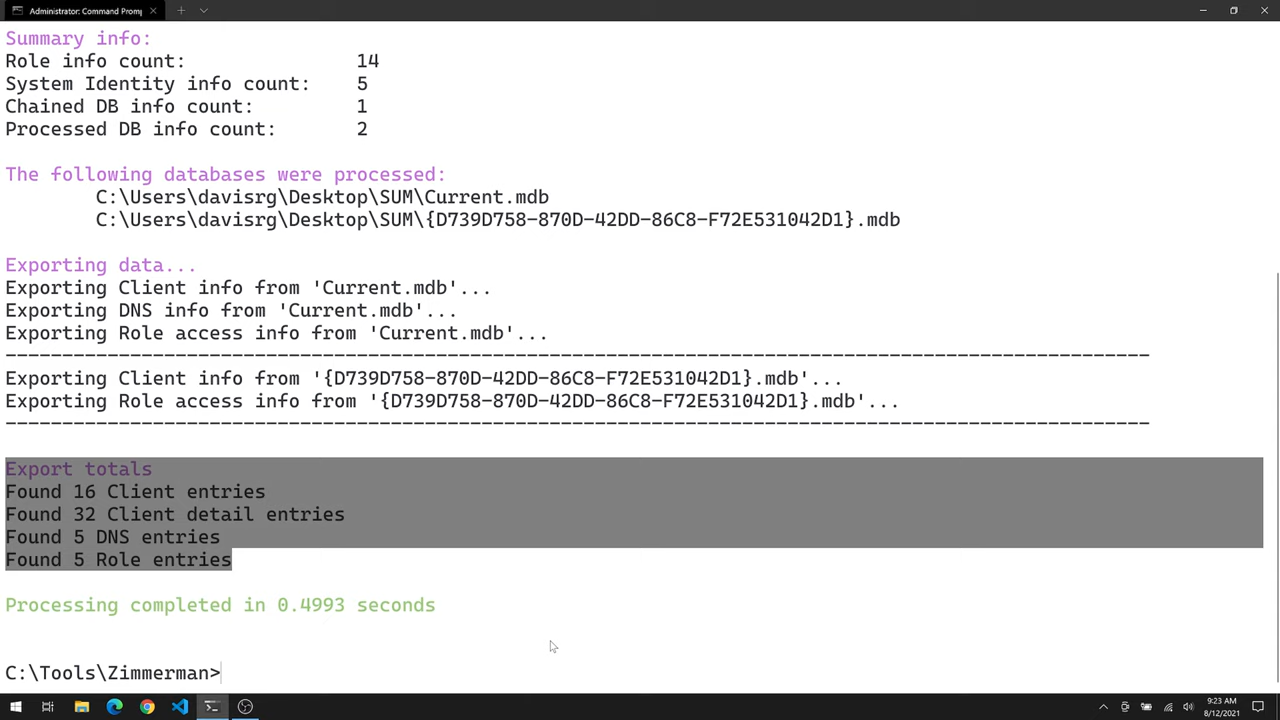 Administrator: Command Promp
Summary info:
Role info count: 14
System Identity info count: 5
Chained DB info count: 1
Processed DB info count: 2
The following databases were processed:
C:\Users\davisrg\Desktop\SUM\Current.mdb
C:\Users\davisrg\Desktop\SUM\{D739D758-870D-42DD-86C8-F72E531042D1}.mdb
Exporting data...
Exporting Client info from 'Current.mdb'...
Exporting DNS info from 'Current.mdb'...
Exporting Role access info from 'Current.mdb'...
-----------------------------------------------------------------------------------------------------
Exporting Client info from '{D739D758-870D-42DD-86C8-F72E531042D1}.mdb'...
Exporting Role access info from '{D739D758-870D-42DD-86C8-F72E531042D1}.mdb'...
-----------------------------------------------------------------------------------------------------
Export totals
Found 16 Client entries
Found 32 Client detail entries
Found 5 DNS entries
Found 5 Role entries
Processing completed in 0.4993 seconds
C:\Tools\Zimmerman>
9:23 AM
8/12/2021